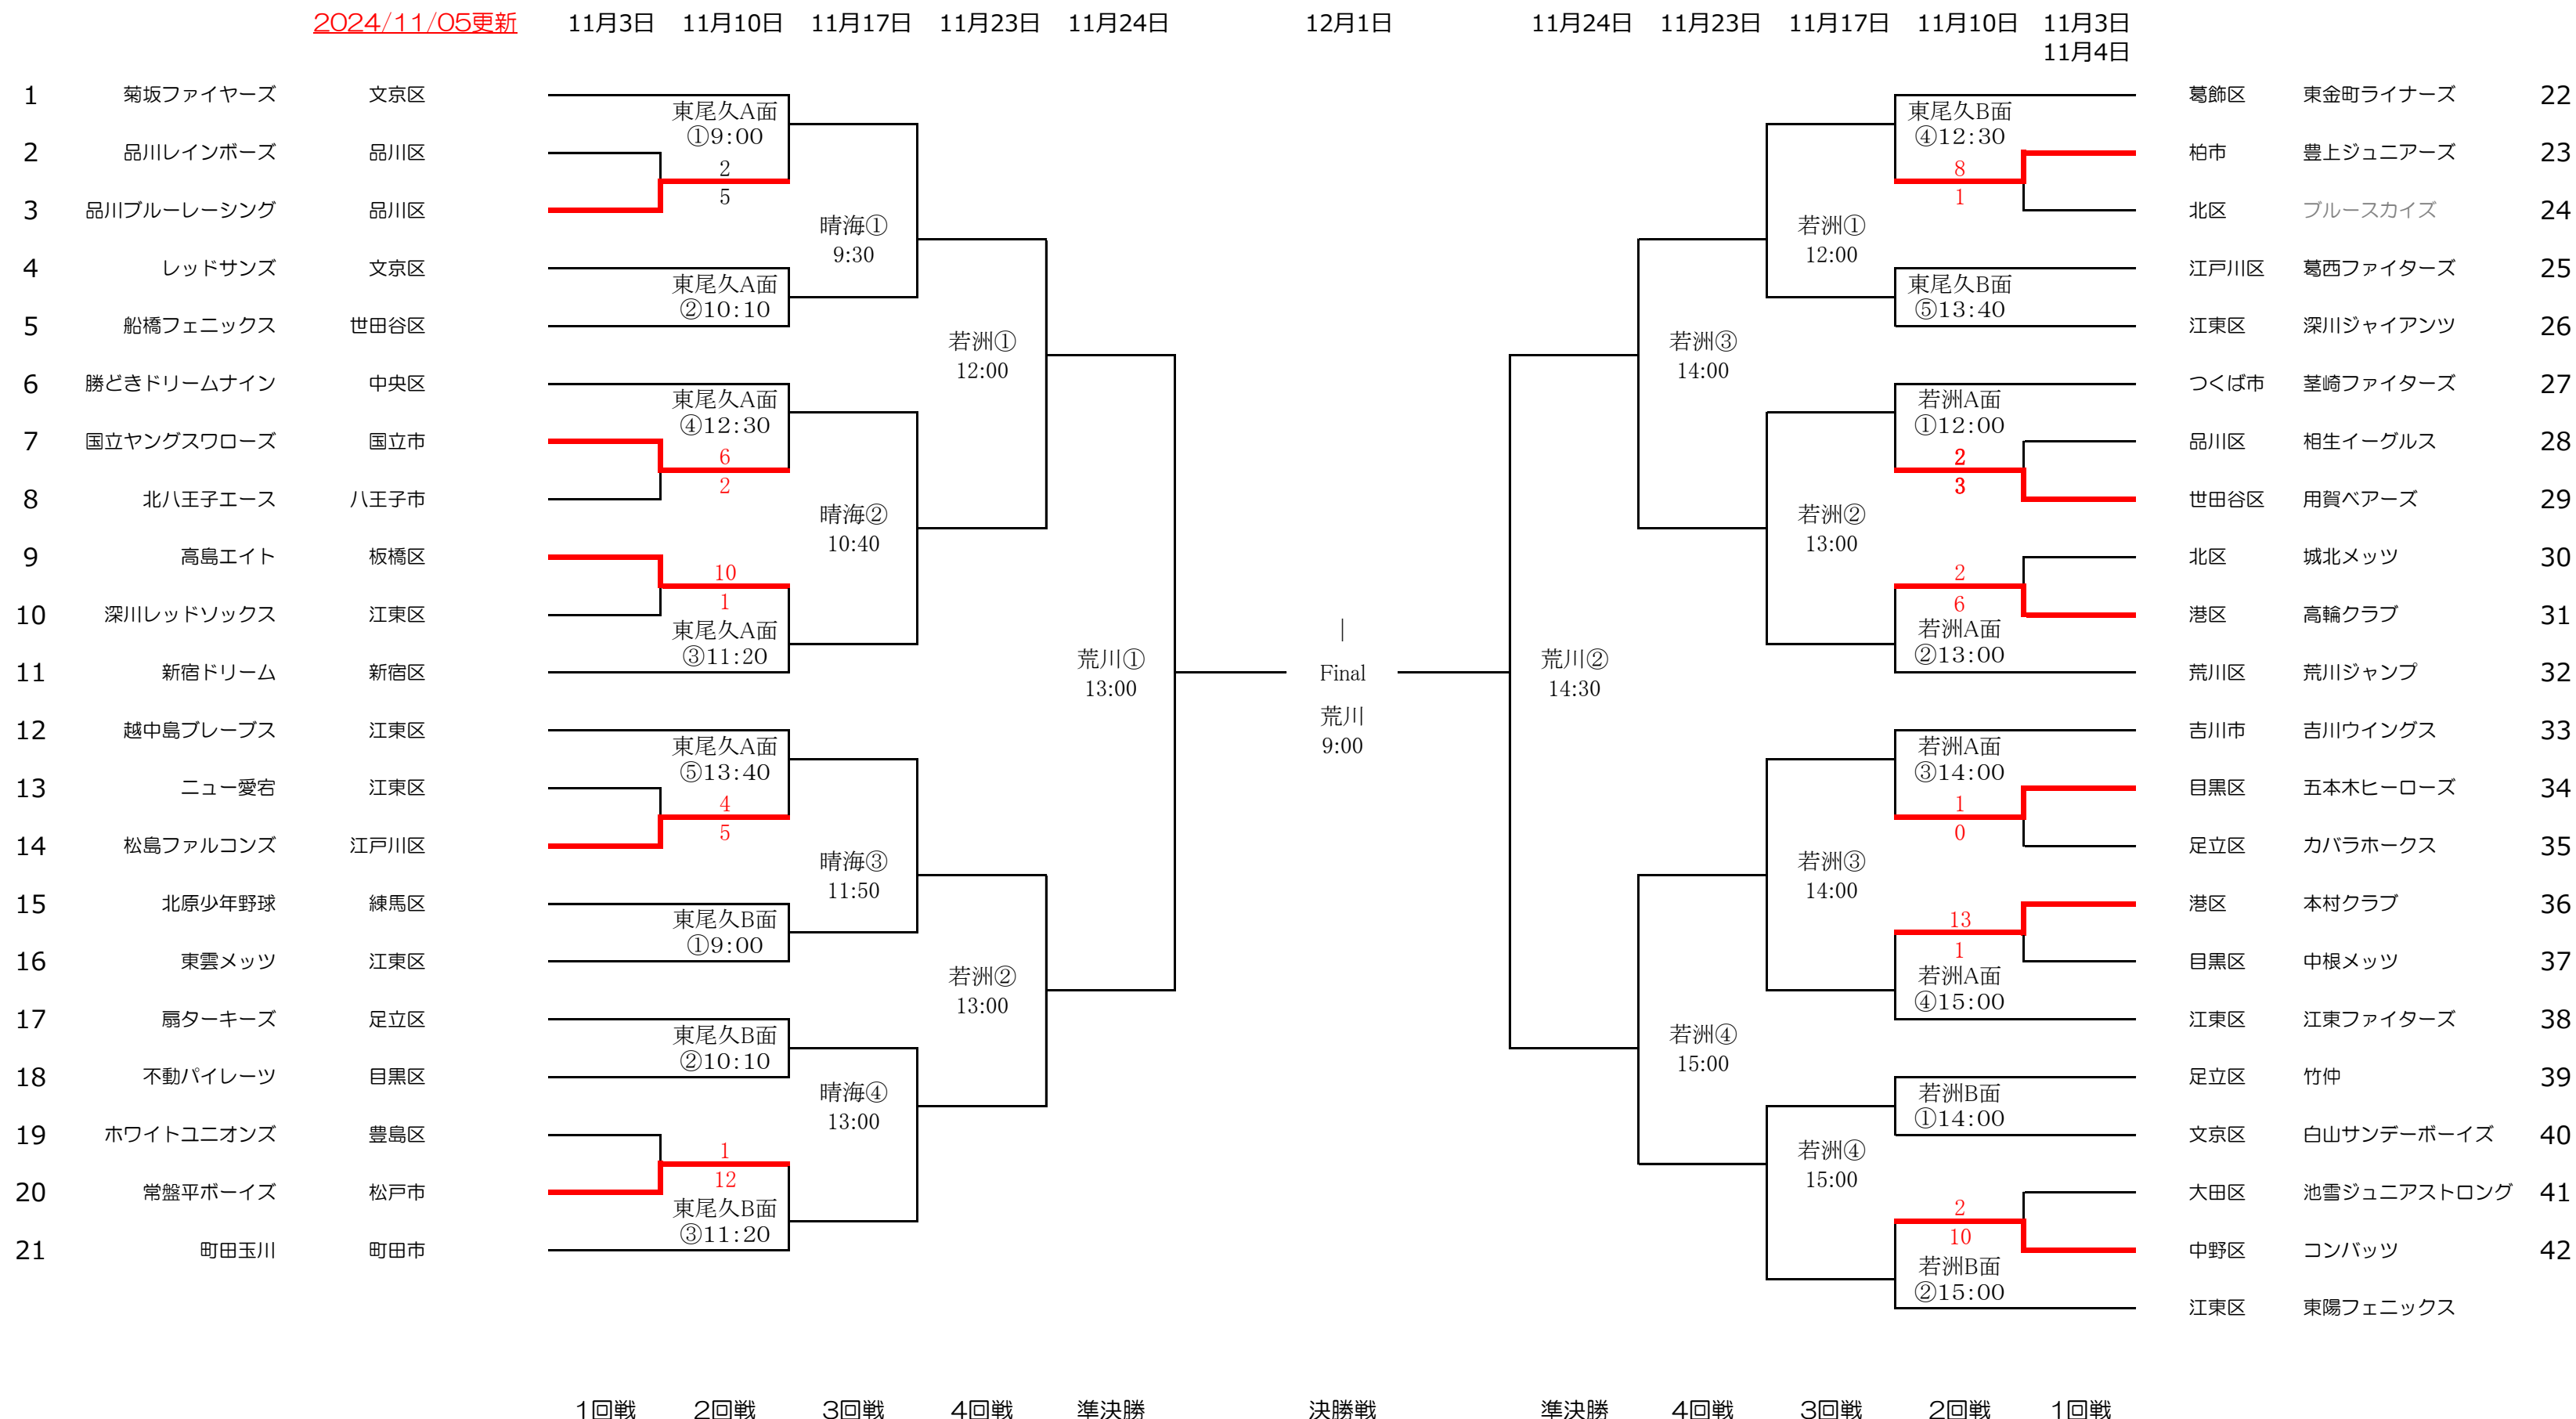 2024/11/05更新 11月3日 11月10日 11月17日 11月23日 11月24日 12月1日 11月24日 11月23日 11月17日 11月10日 11月3日
11月4日
1 菊坂ファイヤーズ 文京区
東尾久A面
①9:00
2 品川レインボーズ 品川区
2
5
3 品川ブルーレーシング 品川区
晴海①
9:30
4 レッドサンズ 文京区
東尾久A面
②10:10
5 船橋フェニックス 世田谷区
若洲①
12:00
6 勝どきドリームナイン 中央区
東尾久A面
④12:30
7 国立ヤングスワローズ 国立市
6
2
8 北八王子エース 八王子市
晴海②
10:40
9 高島エイト 板橋区
10
1
10 深川レッドソックス 江東区
東尾久A面
③11:20
11 新宿ドリーム 新宿区
荒川①
13:00
12 越中島ブレーブス 江東区
東尾久A面
⑤13:40
13 ニュー愛宕 江東区
4
5
14 松島ファルコンズ 江戸川区
晴海③
11:50
15 北原少年野球 練馬区
東尾久B面
①9:00
16 東雲メッツ 江東区
若洲②
13:00
17 扇ターキーズ 足立区
東尾久B面
②10:10
18 不動パイレーツ 目黒区
晴海④
13:00
19 ホワイトユニオンズ 豊島区
1
12
20 常盤平ボーイズ 松戸市
東尾久B面
③11:20
21 町田玉川 町田市
|
Final
荒川
9:00
葛飾区 東金町ライナーズ 22
東尾久B面
④12:30
柏市 豊上ジュニアーズ 23
8
1
北区 ブルースカイズ 24
若洲①
12:00
江戸川区 葛西ファイターズ 25
東尾久B面
⑤13:40
江東区 深川ジャイアンツ 26
若洲③
14:00
つくば市 茎崎ファイターズ 27
若洲A面
①12:00
品川区 相生イーグルス 28
2
3
世田谷区 用賀ベアーズ 29
若洲②
13:00
北区 城北メッツ 30
2
6
港区 高輪クラブ 31
若洲A面
②13:00
荒川区 荒川ジャンプ 32
荒川②
14:30
吉川市 吉川ウイングス 33
若洲A面
③14:00
目黒区 五本木ヒーローズ 34
1
0
足立区 カバラホークス 35
若洲③
14:00
港区 本村クラブ 36
13
1
目黒区 中根メッツ 37
若洲A面
④15:00
江東区 江東ファイターズ 38
若洲④
15:00
足立区 竹仲 39
若洲B面
①14:00
文京区 白山サンデーボーイズ 40
若洲④
15:00
大田区 池雪ジュニアストロング 41
2
10
中野区 コンバッツ 42
若洲B面
②15:00
江東区 東陽フェニックス
1回戦 2回戦 3回戦 4回戦 準決勝 決勝戦 準決勝 4回戦 3回戦 2回戦 1回戦